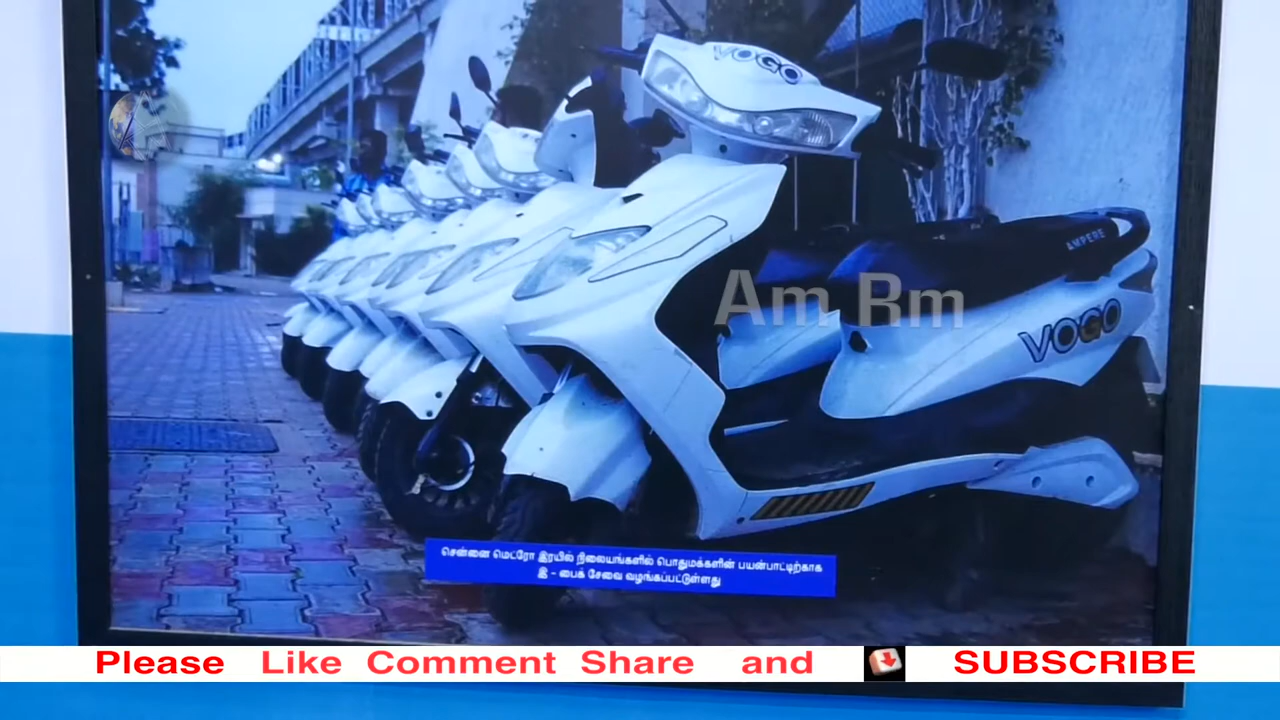 VOGO
AMPERE
Am Rm
VOGO
சென்னை மெட்ரோ இரயில் நிலையங்களில் பொதுமக்களின் பயன்பாட்டிற்காக
இ - பைக் சேவை வழங்கப்பட்டுள்ளது
Please Like Comment Share and SUBSCRIBE